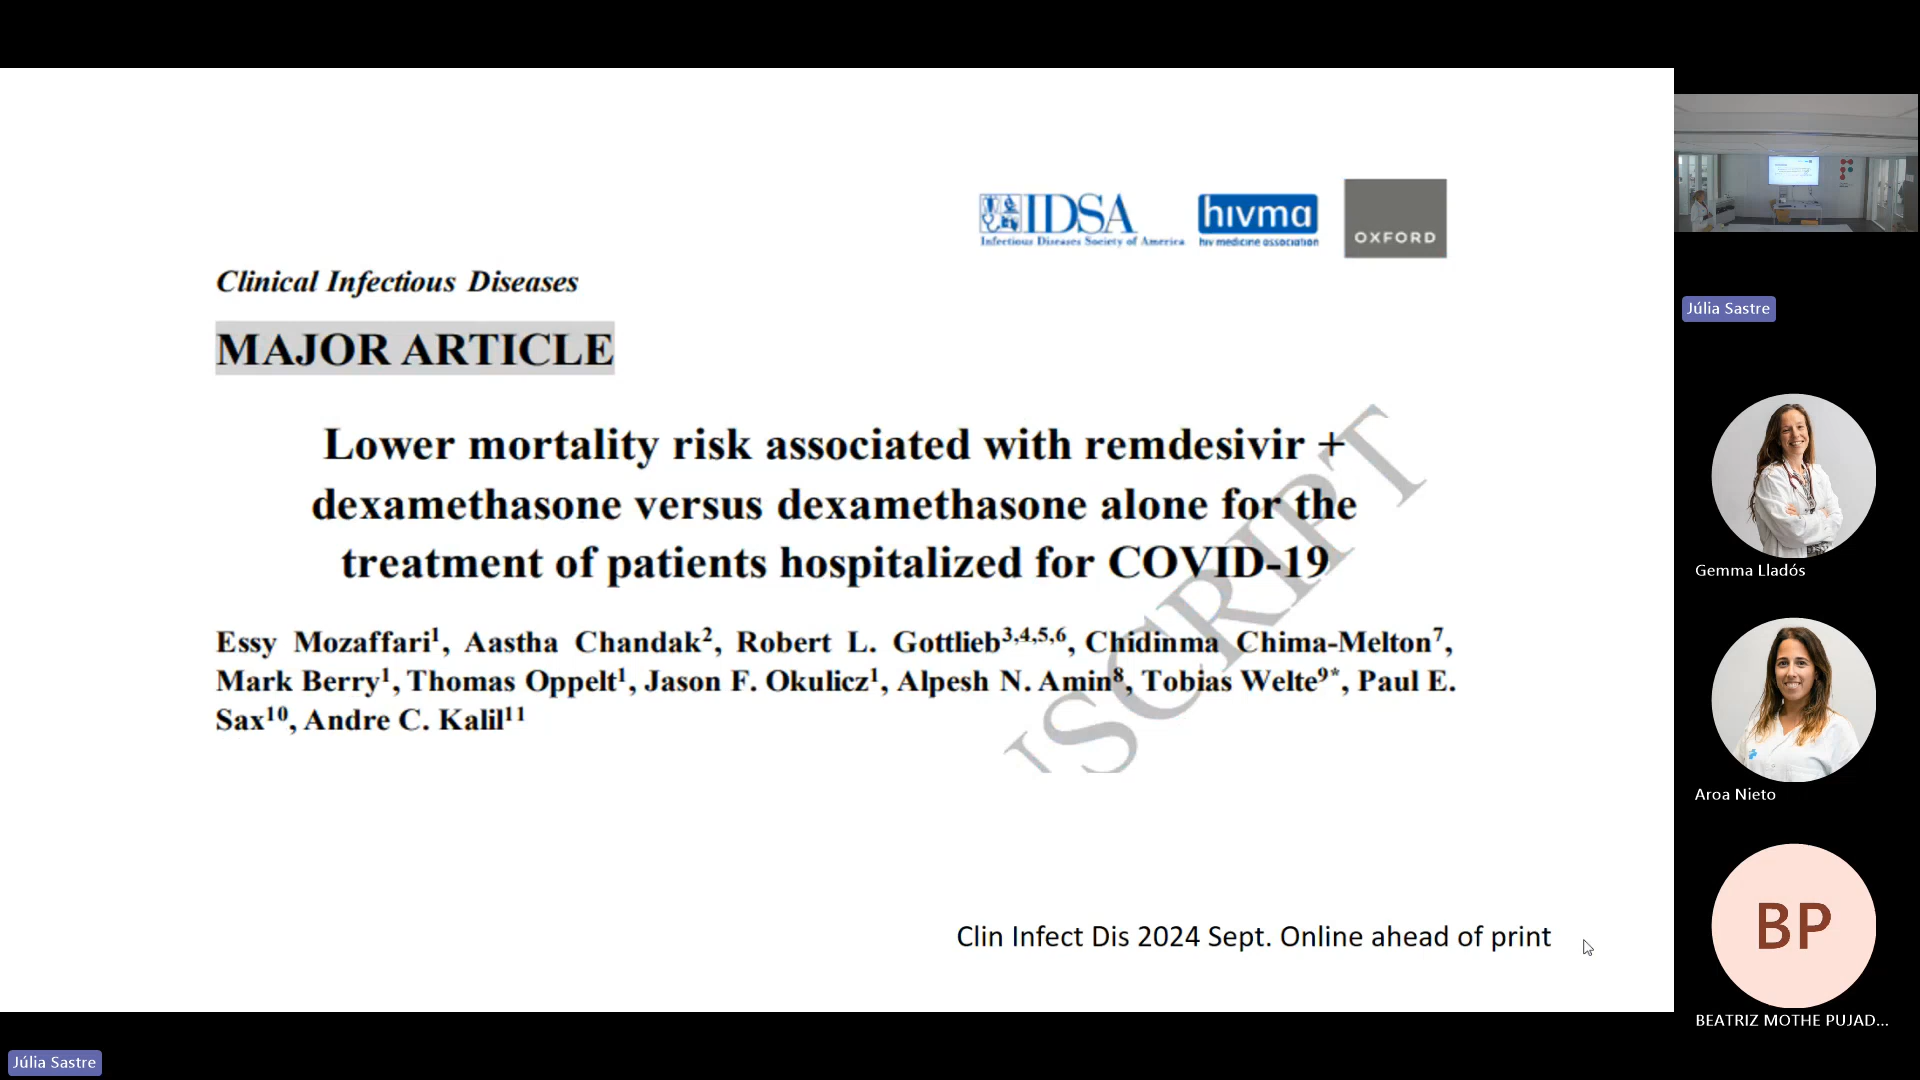 IDSA
Infectious Diseases Society of America
hivma
hiv medicine association
OXFORD
Clinical Infectious Diseases
MAJOR ARTICLE
Lower mortality risk associated with remdesivir +
dexamethasone versus dexamethasone alone for the
treatment of patients hospitalized for COVID-19
Essy Mozaffari1, Aastha Chandak2, Robert L. Gottlieb3,4,5,6, Chidinma Chima-Melton7,
Mark Berry1, Thomas Oppelt1, Jason F. Okulicz1, Alpesh N. Amin8, Tobias Welte9*, Paul E.
Sax10, Andre C. Kalil11
USCRIPT
Clin Infect Dis 2024 Sept. Online ahead of print
Júlia Sastre
Gemma Lladós
Aroa Nieto
BP
BEATRIZ MOTHE PUJAD...
Júlia Sastre